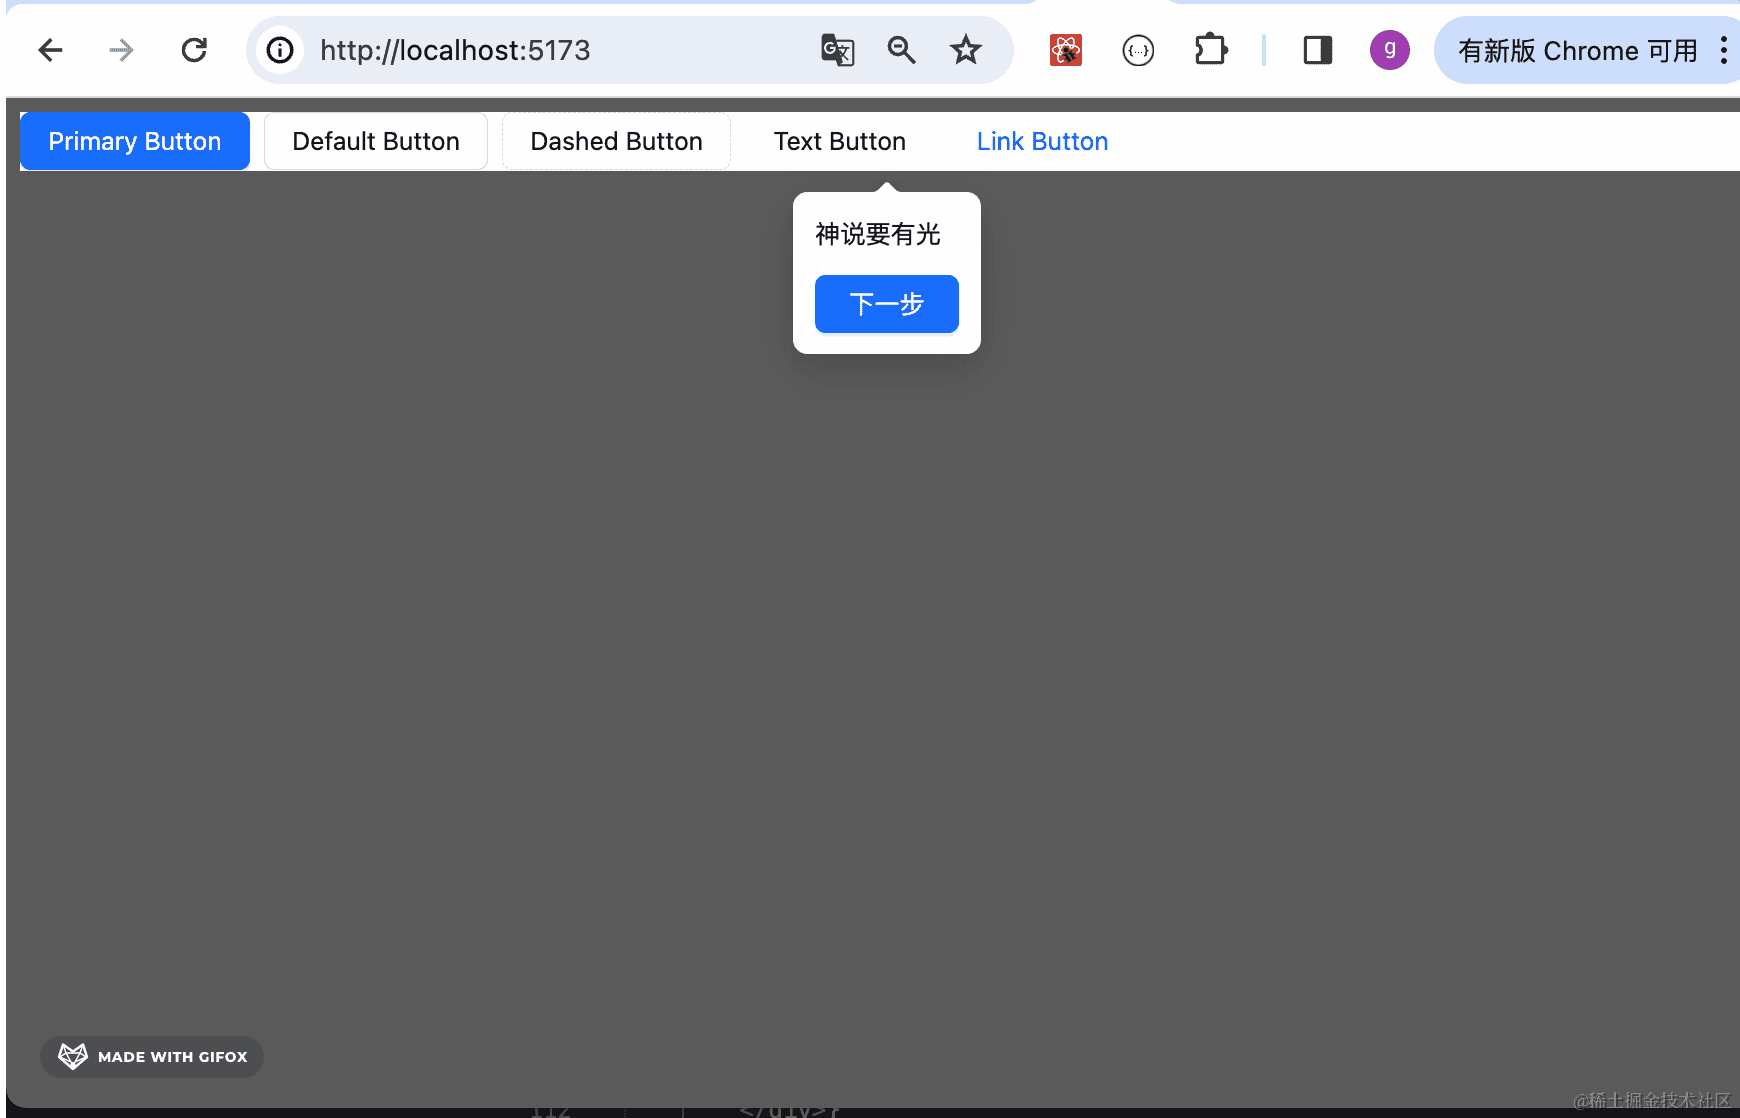 http://localhost:5173
g
有新版 Chrome 可用
Primary Button
Default Button
Dashed Button
Text Button
Link Button
神说要有光
下一步
MADE WITH GIFOX
112
</div>}
@稀土掘金技术社区